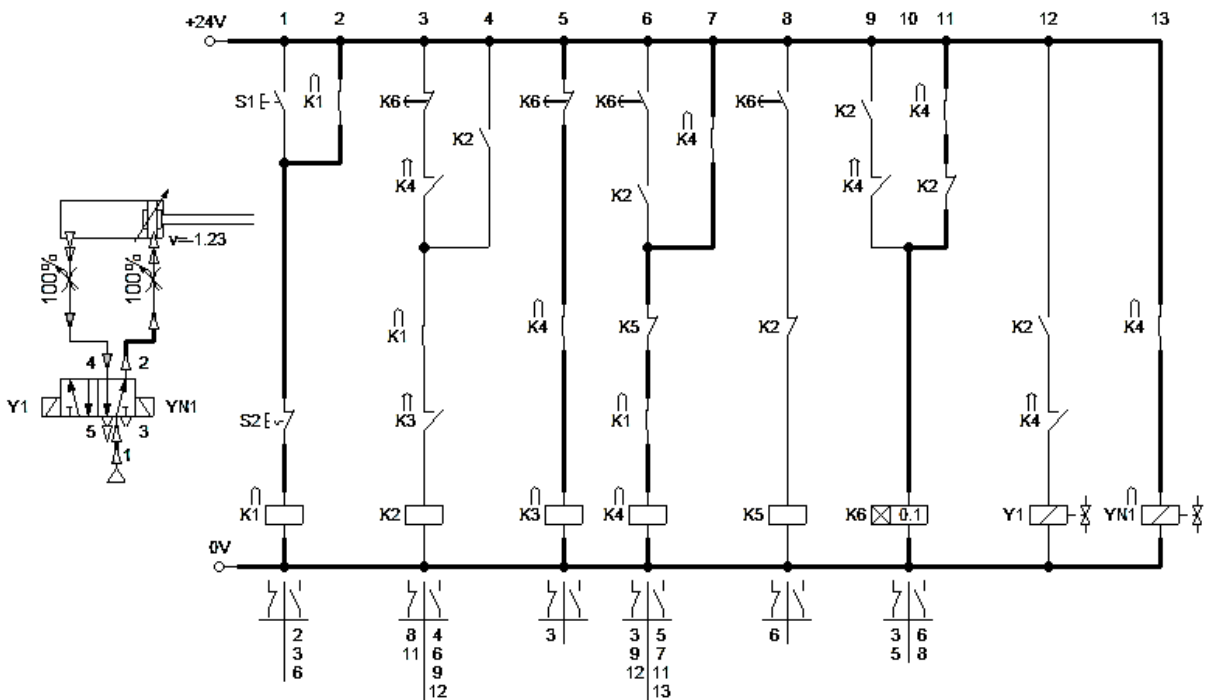 1 2 3 4 5 6 7 8 9 10 11 12 13
+24V
S1 K1 K6 K6 K6 K6 K2 K4
K2 K4
K4 K2 K4 K2
v=-1.23
100% 100%
K1 K4 K5 K2 K2 K4
4 2
Y1 YN1
S2 K3 K1 K4
5 3
1
K1 K2 K3 K4 K5 K6 0.1 Y1 YN1
0V
2 8 4 3 3 5 6 3 6
3 11 6 9 7 5 8
6 9 12 11
12 13